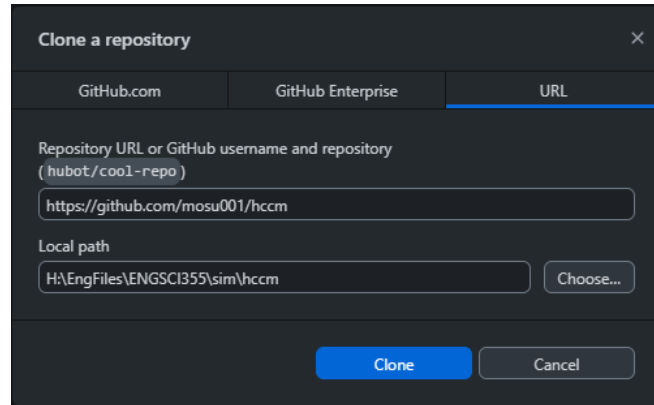 Clone a repository
GitHub.com
GitHub Enterprise
URL
Repository URL or GitHub username and repository
(hubot/cool-repo)
https://github.com/mosu001/hccm
Local path
H:\EngFiles\ENGSCI355\sim\hccm
Choose...
Clone
Cancel